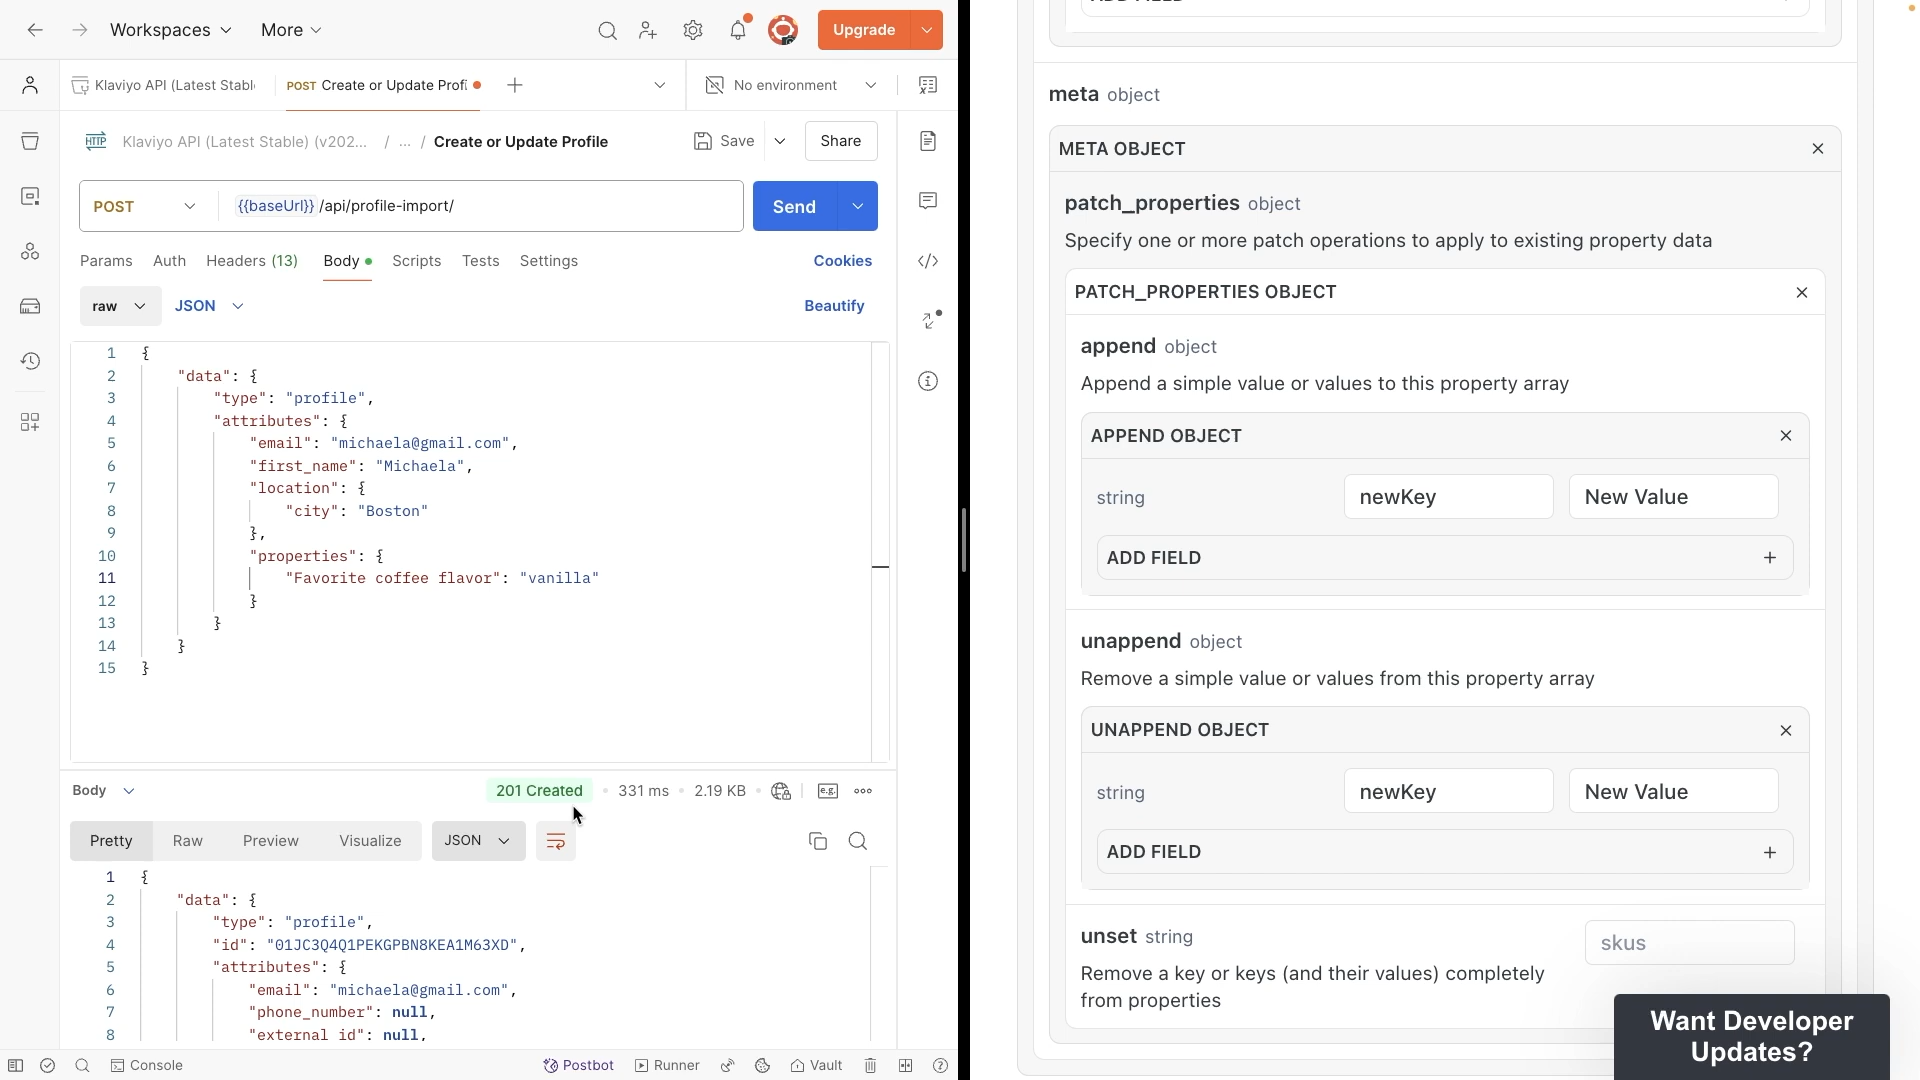 Workspaces
More
Upgrade
Klaviyo API (Latest Stabl
POST Create or Update Profi
No environment
HTTP Klaviyo API (Latest Stable) (v202... / ... / Create or Update Profile
Save
Share
POST
{{baseUrl}}/api/profile-import/
Send
Params Auth Headers (13) Body Scripts Tests Settings
Cookies
raw
JSON
Beautify
1 {
2 "data": {
3 "type": "profile",
4 "attributes": {
5 "email": "michaela@gmail.com",
6 "first_name": "Michaela",
7 "location": {
8 "city": "Boston"
9 },
10 "properties": {
11 "Favorite coffee flavor": "vanilla"
12 }
13 }
14 }
15 }
Body
201 Created
331 ms
2.19 KB
e.g.
Pretty Raw Preview Visualize
JSON
1 {
2 "data": {
3 "type": "profile",
4 "id": "01JC3Q4Q1PEKGPBN8KEA1M63XD",
5 "attributes": {
6 "email": "michaela@gmail.com",
7 "phone_number": null,
8 "external_id": null,
Console
Postbot
Runner
Vault
ADD FIELD
meta object
META OBJECT
patch_properties object
Specify one or more patch operations to apply to existing property data
PATCH_PROPERTIES OBJECT
append object
Append a simple value or values to this property array
APPEND OBJECT
string
newKey
New Value
ADD FIELD
unappend object
Remove a simple value or values from this property array
UNAPPEND OBJECT
string
newKey
New Value
ADD FIELD
unset string
skus
Remove a key or keys (and their values) completely
from properties
Want Developer
Updates?